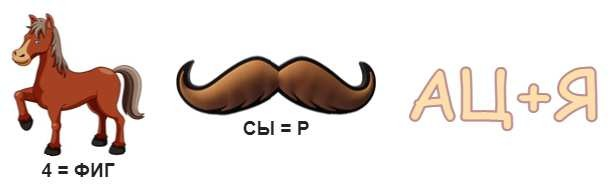 4 = ФИГ
СЫ = Р
АЦ+Я